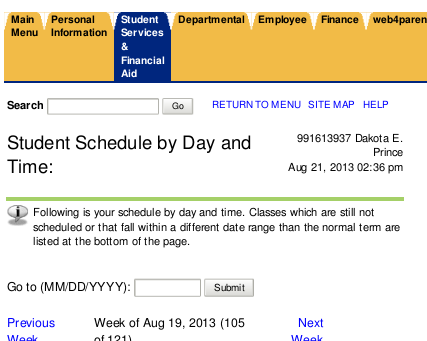 Main Personal Student Departmental Employee Finance web4paren
Menu Information Services
&
Financial
Aid
Search Go RETURN TO MENU SITE MAP HELP
Student Schedule by Day and
Time:
991613937 Dakota E.
Prince
Aug 21, 2013 02:36 pm
Following is your schedule by day and time. Classes which are still not
scheduled or that fall within a different date range than the normal term are
listed at the bottom of the page.
Go to (MM/DD/YYYY): Submit
Previous Week of Aug 19, 2013 (105 Next
Week of 121) Week